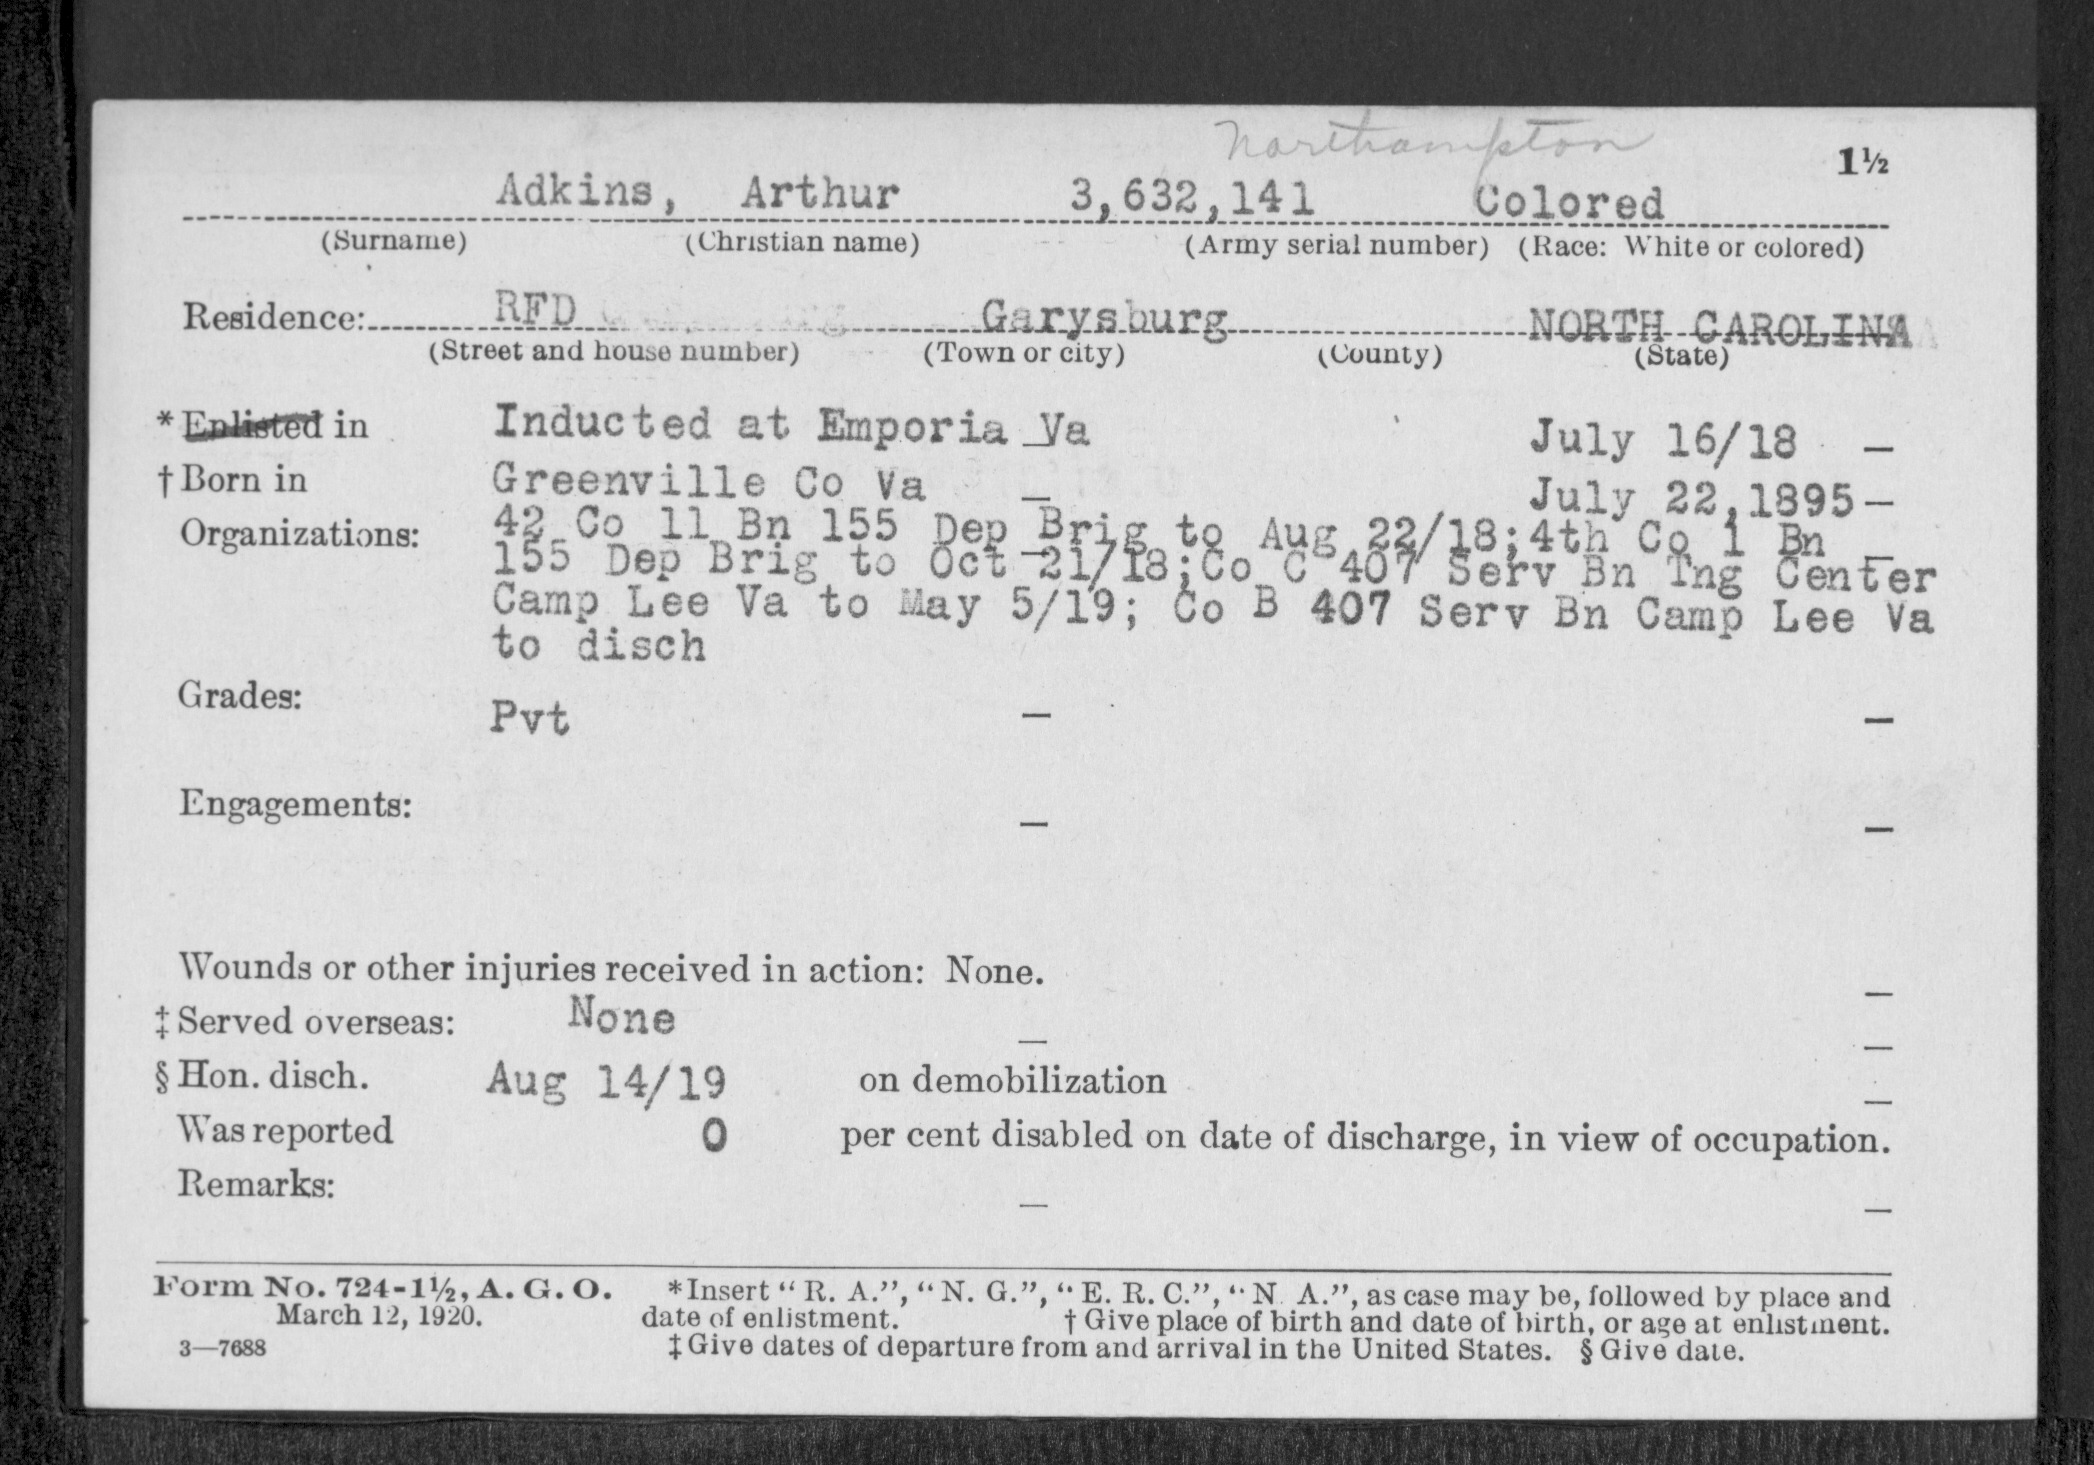 Northampton
1½
Adkins, Arthur 3,632,141 Colored
(Surname) (Christian name) (Army serial number) (Race: White or colored)
Residence: RFD Garysburg NORTH CAROLINA
(Street and house number) (Town or city) (County) (State)
* Enlisted in Inducted at Emporia Va July 16/18 –
† Born in Greenville Co Va – July 22,1895 –
Organizations: 42 Co 11 Bn 155 Dep Brig to Aug 22/18;4th Co 1 Bn –
155 Dep Brig to Oct 21/18;Co C 407 Serv Bn Tng Center
Camp Lee Va to May 5/19; Co B 407 Serv Bn Camp Lee Va
to disch
Grades: Pvt – –
Engagements: – –
Wounds or other injuries received in action: None. –
‡ Served overseas: None – –
§ Hon. disch. Aug 14/19 on demobilization –
Was reported 0 per cent disabled on date of discharge, in view of occupation.
Remarks: – –
Form No. 724-1½, A. G. O. *Insert "R. A.", "N. G.", "E. R. C.", "N. A.", as case may be, followed by place and
March 12, 1920. date of enlistment. † Give place of birth and date of birth, or age at enlistment.
3—7688 ‡ Give dates of departure from and arrival in the United States. § Give date.